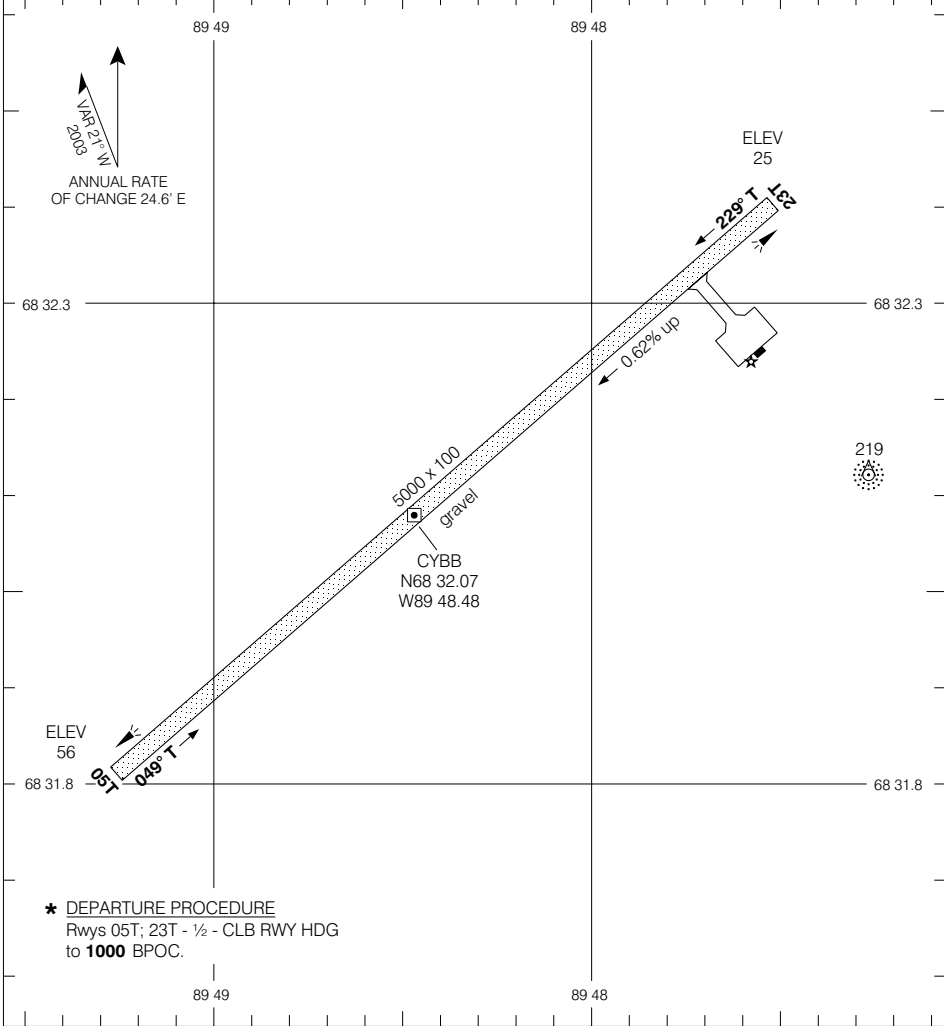 89 49
89 48
VAR 21° W
2003
ANNUAL RATE
OF CHANGE 24.6' E
ELEV
25
23T
229° T
68 32.3
68 32.3
0.62% up
219
5000 x 100
gravel
CYBB
N68 32.07
W89 48.48
ELEV
56
05T
049° T
68 31.8
68 31.8
* DEPARTURE PROCEDURE
Rwys 05T; 23T - ½ - CLB RWY HDG
to 1000 BPOC.
89 49
89 48